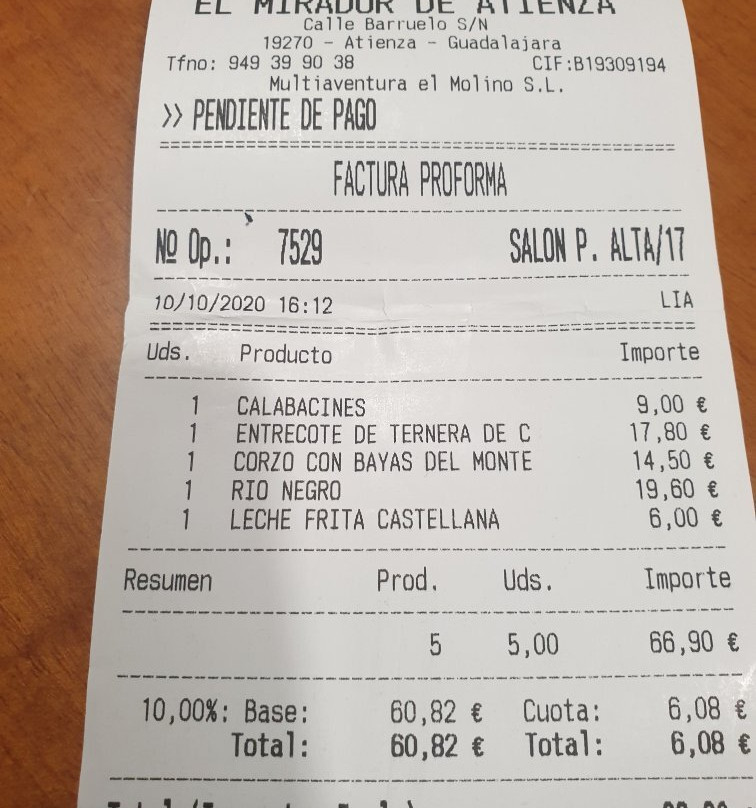 EL MIRADOR DE ATIENZA
Calle Barruelo S/N
19270 - Atienza - Guadalajara
Tfno: 949 39 90 38 CIF:B19309194
Multiaventura el Molino S.L.
>> PENDIENTE DE PAGO
FACTURA PROFORMA
Nº Op.: 7529 SALON P. ALTA/17
10/10/2020 16:12 LIA
Uds. Producto Importe
1 CALABACINES 9,00 €
1 ENTRECOTE DE TERNERA DE C 17,80 €
1 CORZO CON BAYAS DEL MONTE 14,50 €
1 RIO NEGRO 19,60 €
1 LECHE FRITA CASTELLANA 6,00 €
Resumen Prod. Uds. Importe
5 5,00 66,90 €
10,00%: Base: 60,82 € Cuota: 6,08 €
Total: 60,82 € Total: 6,08 €